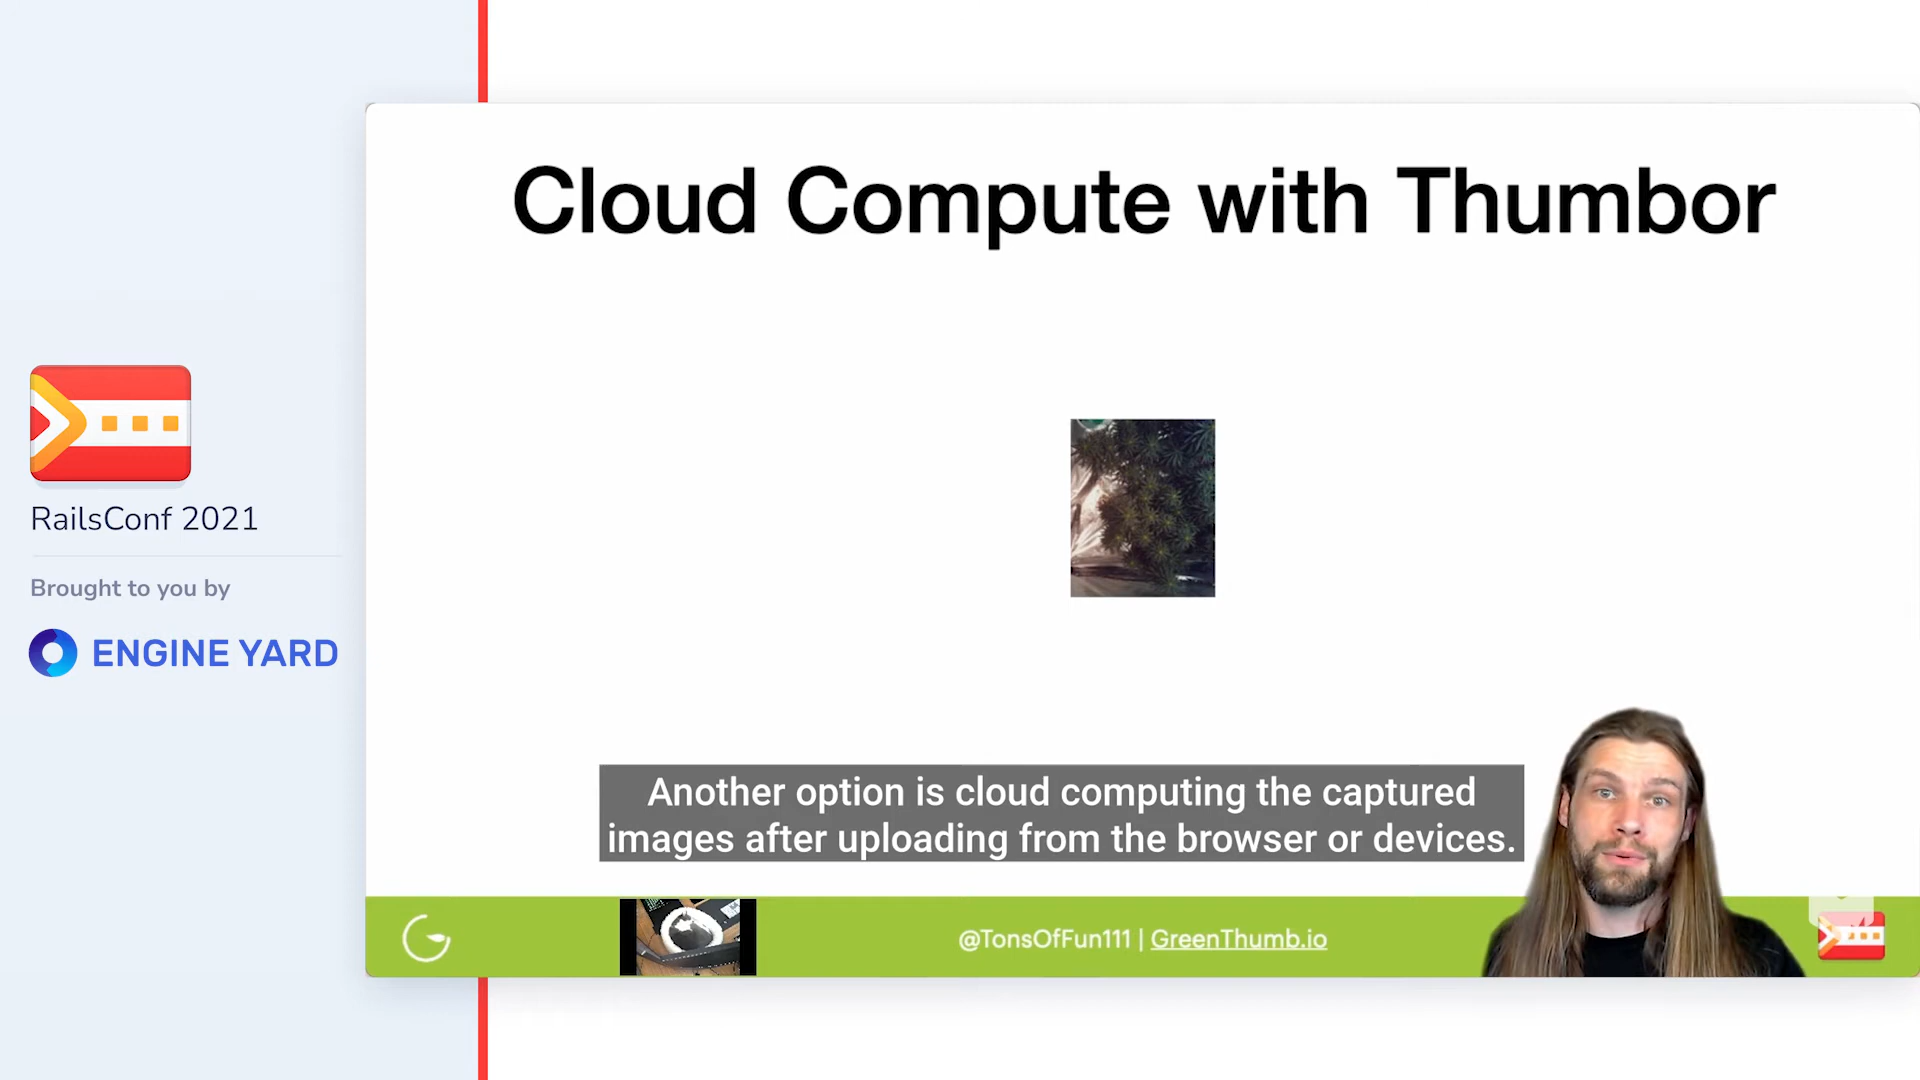 Cloud Compute with Thumbor
RailsConf 2021
Brought to you by
ENGINE YARD
Another option is cloud computing the captured
images after uploading from the browser or devices.
@TonsOfFun111 | GreenThumb.io